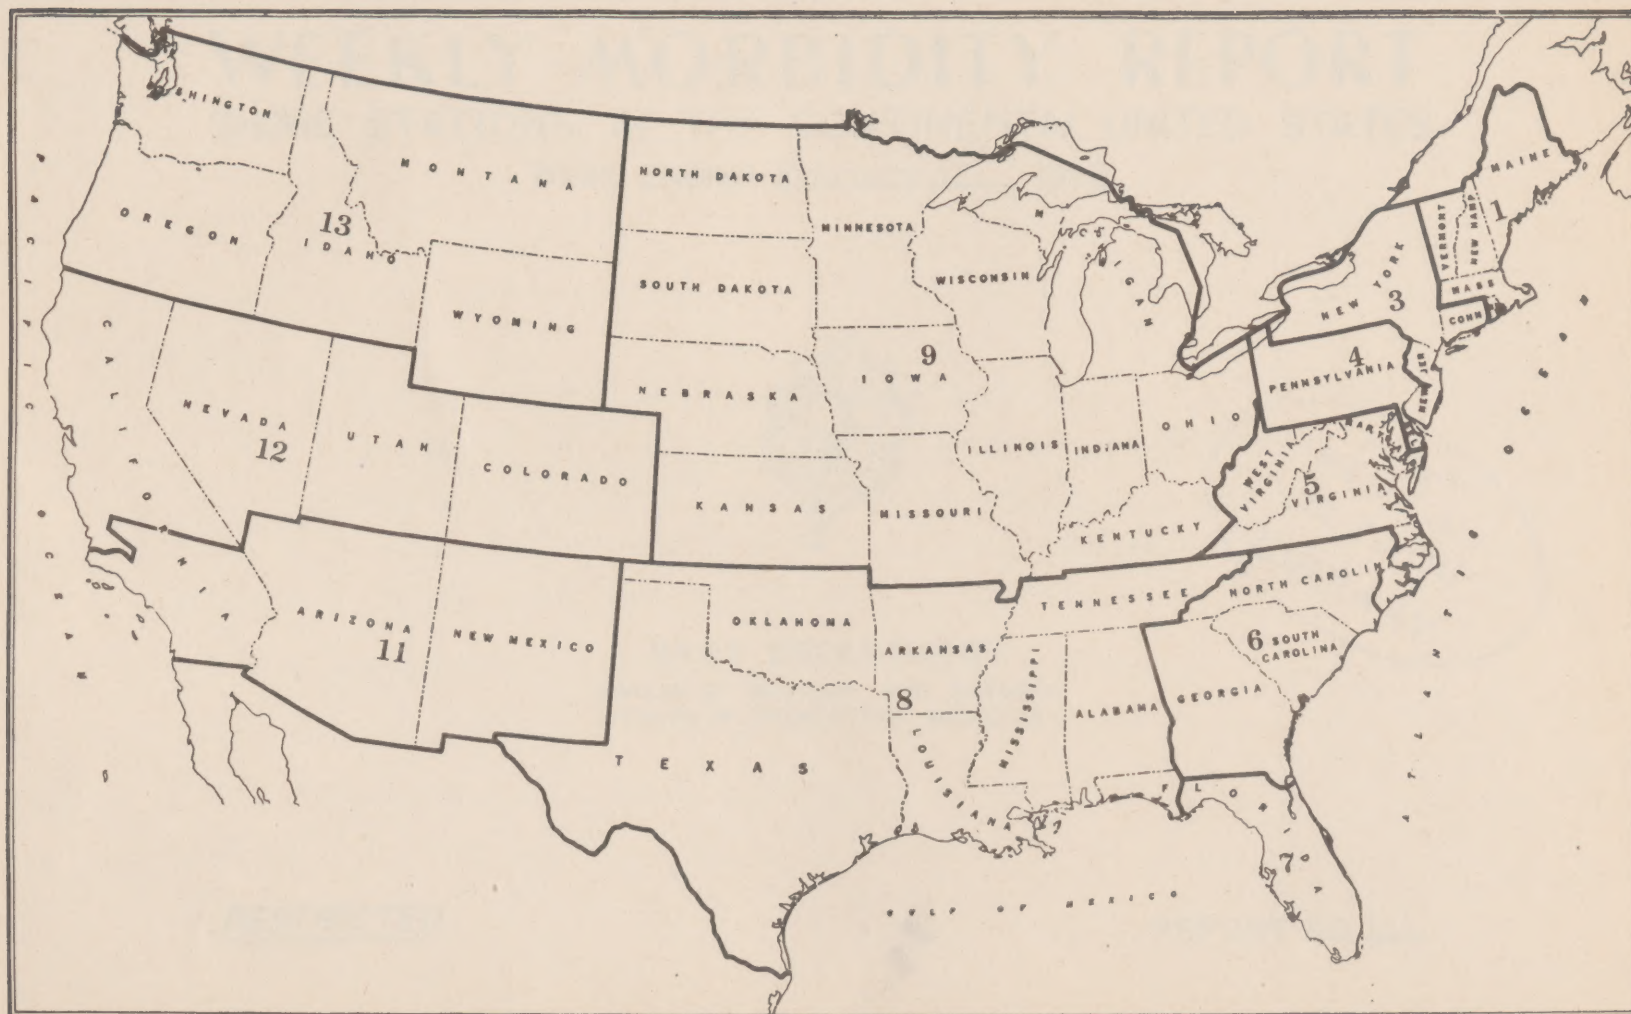 WASHINGTON
MONTANA
NORTH DAKOTA
MAINE
OREGON
13
IDAHO
MINNESOTA
MICHIGAN
VERMONT
NEW HAMP
1
SOUTH DAKOTA
WISCONSIN
WYOMING
NEW YORK
3
MASS
CONN
PACIFIC OCEAN
CALIFORNIA
NEVADA
12
UTAH
COLORADO
NEBRASKA
9
IOWA
4
PENNSYLVANIA
NEW JER
KANSAS
MISSOURI
ILLINOIS
INDIANA
OHIO
WEST
VIRGINIA
MAR
5
VIRGINIA
KENTUCKY
ARIZONA
11
NEW MEXICO
OKLAHOMA
ARKANSAS
8
TENNESSEE
NORTH CAROLIN
6 SOUTH
CAROLINA
MISSISSIPPI
ALABAMA
GEORGIA
TEXAS
LOUISIANA
FLORIDA
7
GULF OF MEXICO
ATLANTIC OCEAN